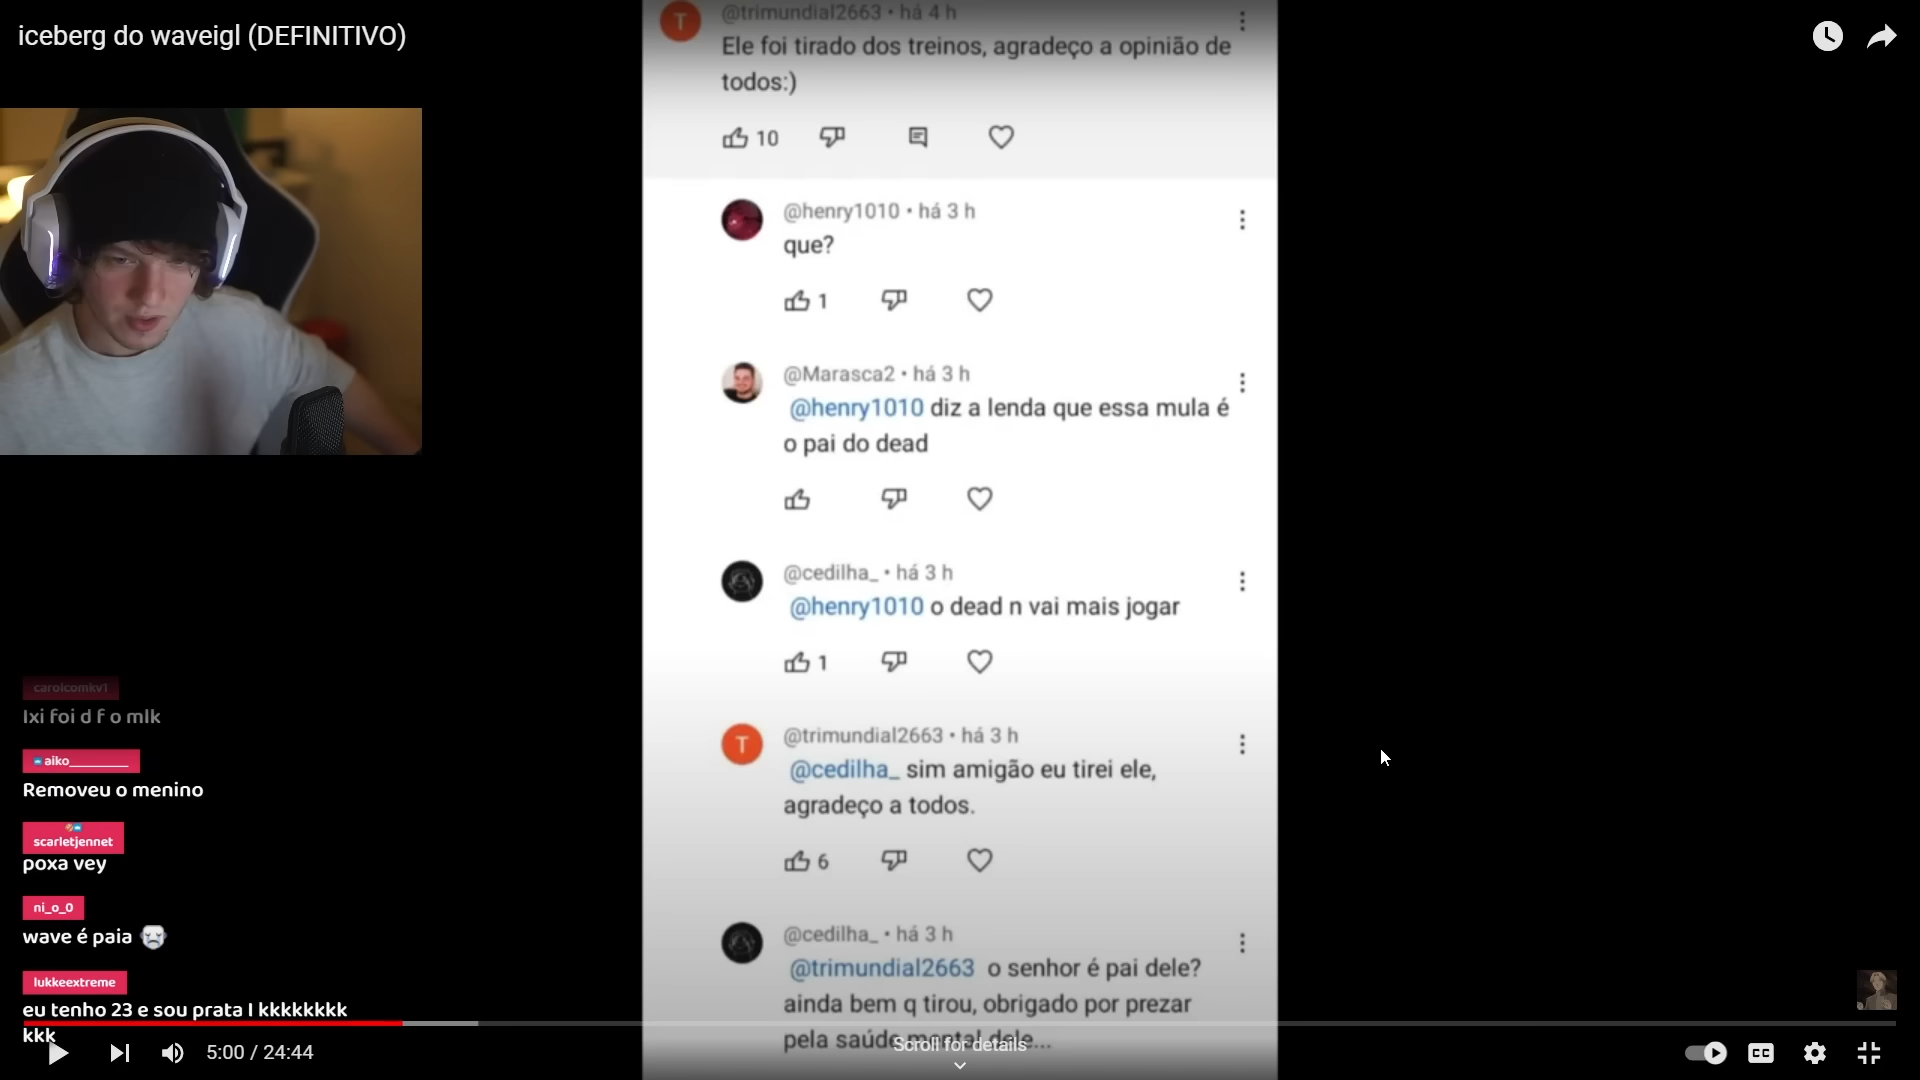 iceberg do waveigl (DEFINITIVO)
@trimundial2663 • há 4 h
Ele foi tirado dos treinos, agradeço a opinião de
todos:)
10
@henry1010 • há 3 h
que?
1
@Marasca2 • há 3 h
@henry1010 diz a lenda que essa mula é
o pai do dead
@cedilha_ • há 3 h
@henry1010 o dead n vai mais jogar
1
T
@trimundial2663 • há 3 h
@cedilha_ sim amigão eu tirei ele,
agradeço a todos.
6
@cedilha_ • há 3 h
@trimundial2663 o senhor é pai dele?
ainda bem q tirou, obrigado por prezar
pela saúde mental dele...
T
carolcomkv1
Ixi foi d f o mlk
aiko__________
Removeu o menino
scarletjennet
poxa vey
ni_o_0
wave é paia
lukkeextreme
eu tenho 23 e sou prata I kkkkkkkk
kkk
5:00 / 24:44
Scroll for details
CC